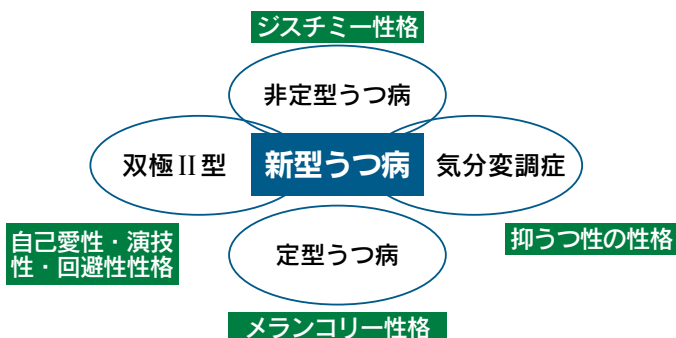 ジスチミー性格
非定型うつ病
双極II型
新型うつ病
気分変調症
自己愛性・演技
性・回避性性格
定型うつ病
抑うつ性の性格
メランコリー性格